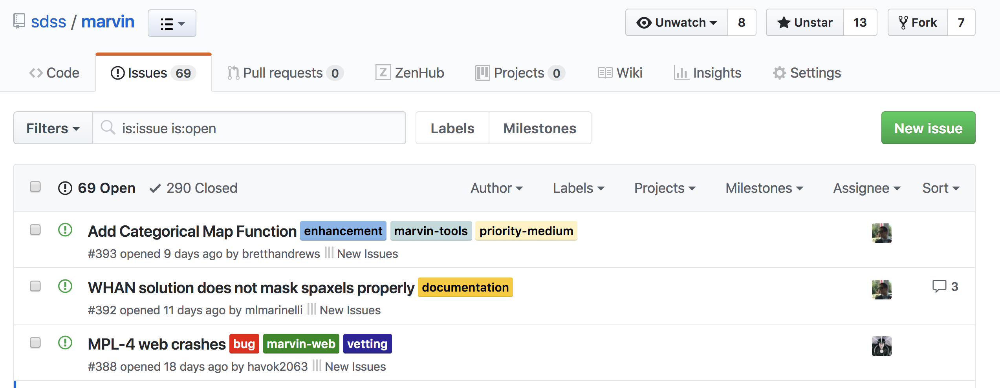 sdss / marvin
Unwatch 8
Unstar 13
Fork 7
Code
Issues 69
Pull requests 0
Z ZenHub
Projects 0
Wiki
Insights
Settings
Filters
is:issue is:open
Labels
Milestones
New issue
69 Open
290 Closed
Author
Labels
Projects
Milestones
Assignee
Sort
Add Categorical Map Function enhancement marvin-tools priority-medium
#393 opened 9 days ago by bretthandrews New Issues
WHAN solution does not mask spaxels properly documentation
3
#392 opened 11 days ago by mlmarinelli New Issues
MPL-4 web crashes bug marvin-web vetting
#388 opened 18 days ago by havok2063 New Issues